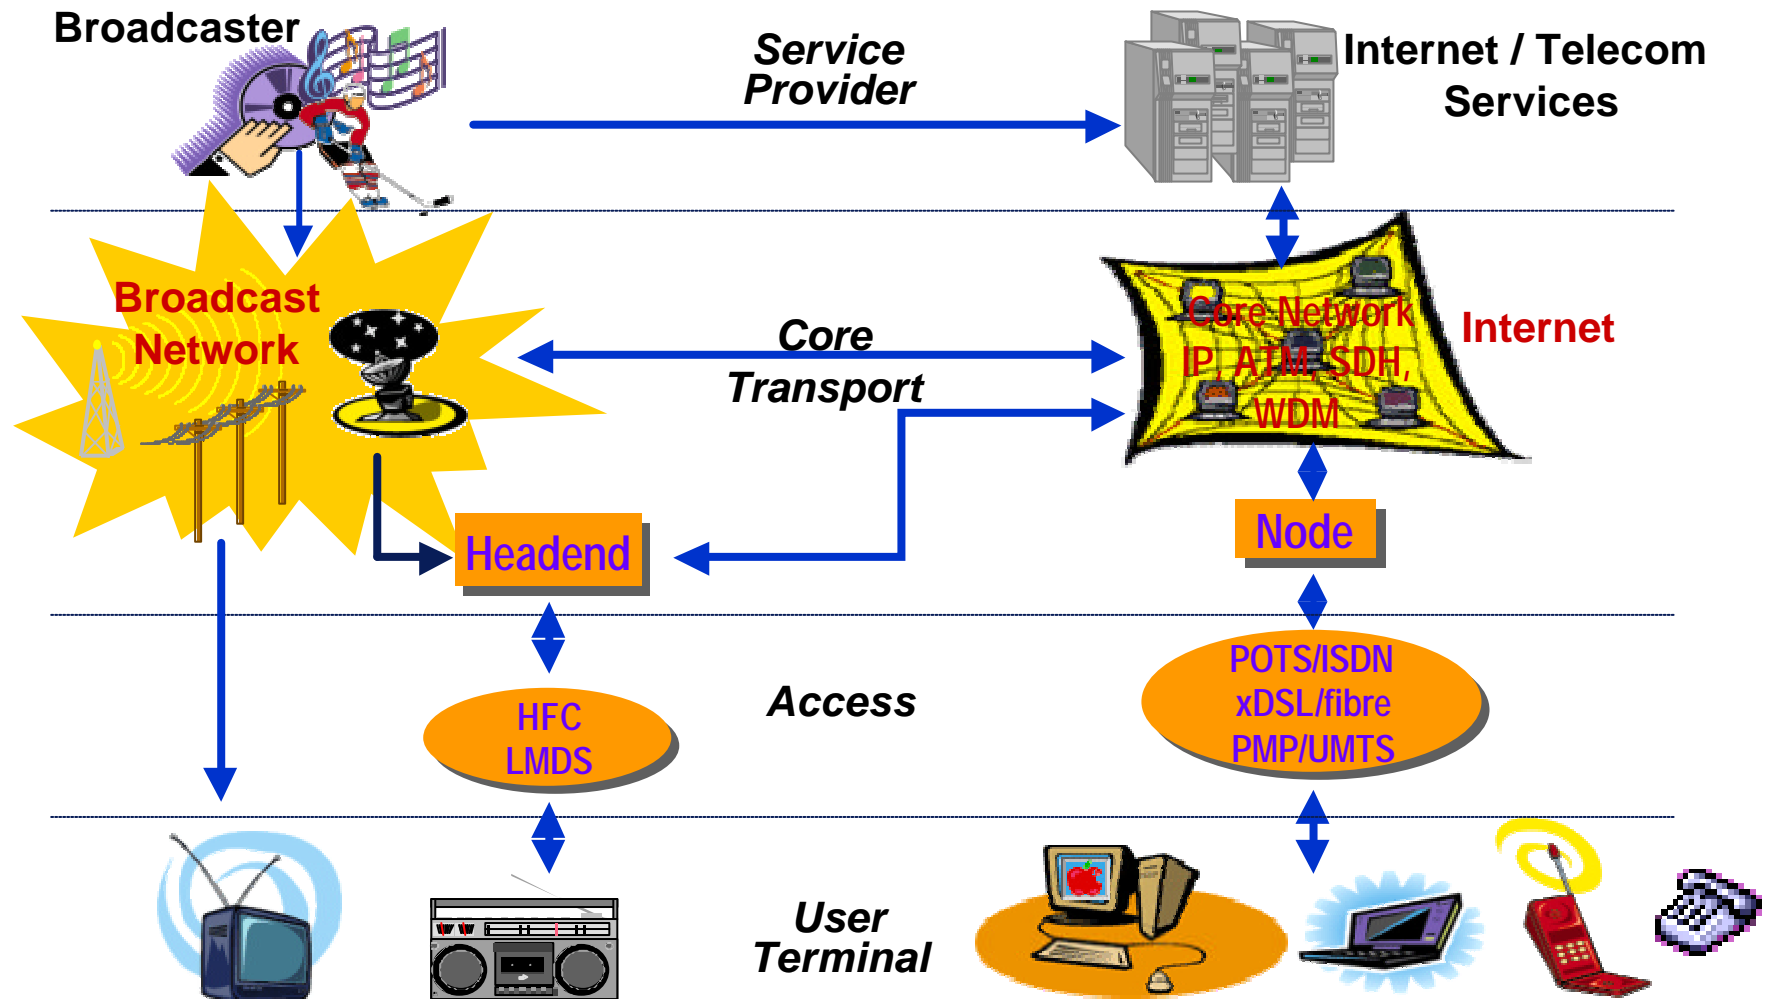 Broadcaster
Service
Provider
Internet / Telecom
Services
Broadcast
Network
Core
Transport
Core Network
IP, ATM, SDH,
WDM
Internet
Headend
Node
HFC
LMDS
Access
POTS/ISDN
xDSL/fibre
PMP/UMTS
User
Terminal